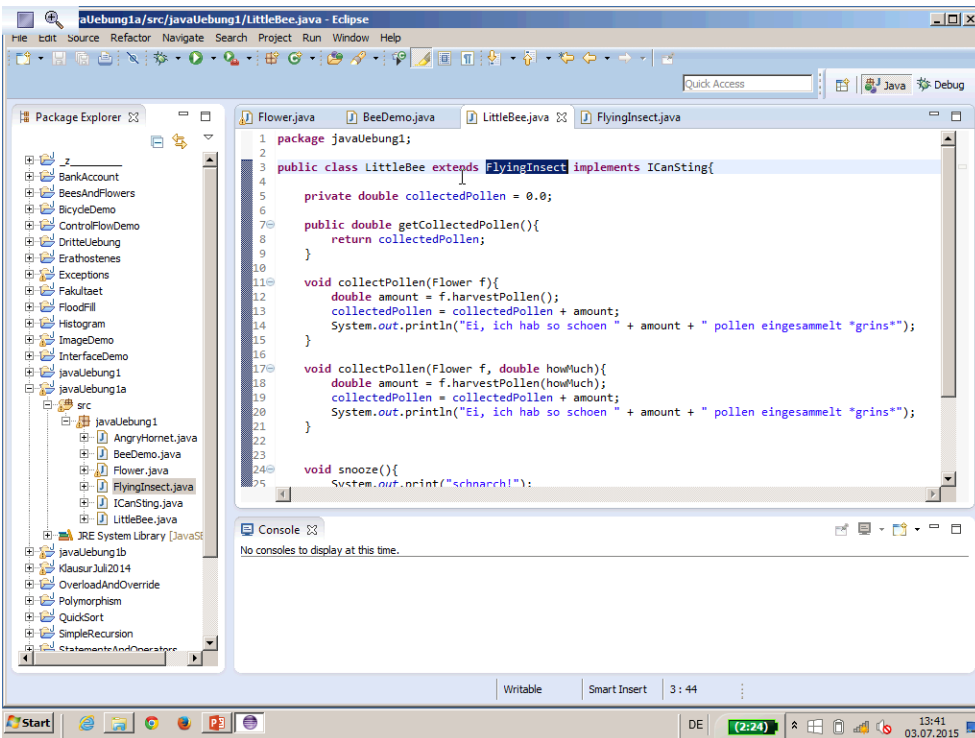 avaUebung1a/src/javaUebung1/LittleBee.java - Eclipse
File Edit Source Refactor Navigate Search Project Run Window Help
Quick Access
Java
Debug
Package Explorer
Flower.java
BeeDemo.java
LittleBee.java
FlyingInsect.java
_z_________
BankAccount
BeesAndFlowers
BicycleDemo
ControlFlowDemo
DritteUebung
Erathostenes
Exceptions
Fakultaet
FloodFill
Histogram
ImageDemo
InterfaceDemo
javaUebung1
javaUebung1a
src
javaUebung1
AngryHornet.java
BeeDemo.java
Flower.java
FlyingInsect.java
ICanSting.java
LittleBee.java
JRE System Library [JavaSE
javaUebung1b
KlausurJuli2014
OverloadAndOverride
Polymorphism
QuickSort
SimpleRecursion
StatementsAndOperators
1 package javaUebung1;
2
3 public class LittleBee extends FlyingInsect implements ICanSting{
4
5 private double collectedPollen = 0.0;
6
7 public double getCollectedPollen(){
8 return collectedPollen;
9 }
10
11 void collectPollen(Flower f){
12 double amount = f.harvestPollen();
13 collectedPollen = collectedPollen + amount;
14 System.out.println("Ei, ich hab so schoen " + amount + " pollen eingesammelt *grins*");
15 }
16
17 void collectPollen(Flower f, double howMuch){
18 double amount = f.harvestPollen(howMuch);
19 collectedPollen = collectedPollen + amount;
20 System.out.println("Ei, ich hab so schoen " + amount + " pollen eingesammelt *grins*");
21 }
22
23
24 void snooze(){
25 System.out.print("schnarch!");
Console
No consoles to display at this time.
Writable
Smart Insert
3 : 44
Start
DE
(2:24)
13:41
03.07.2015